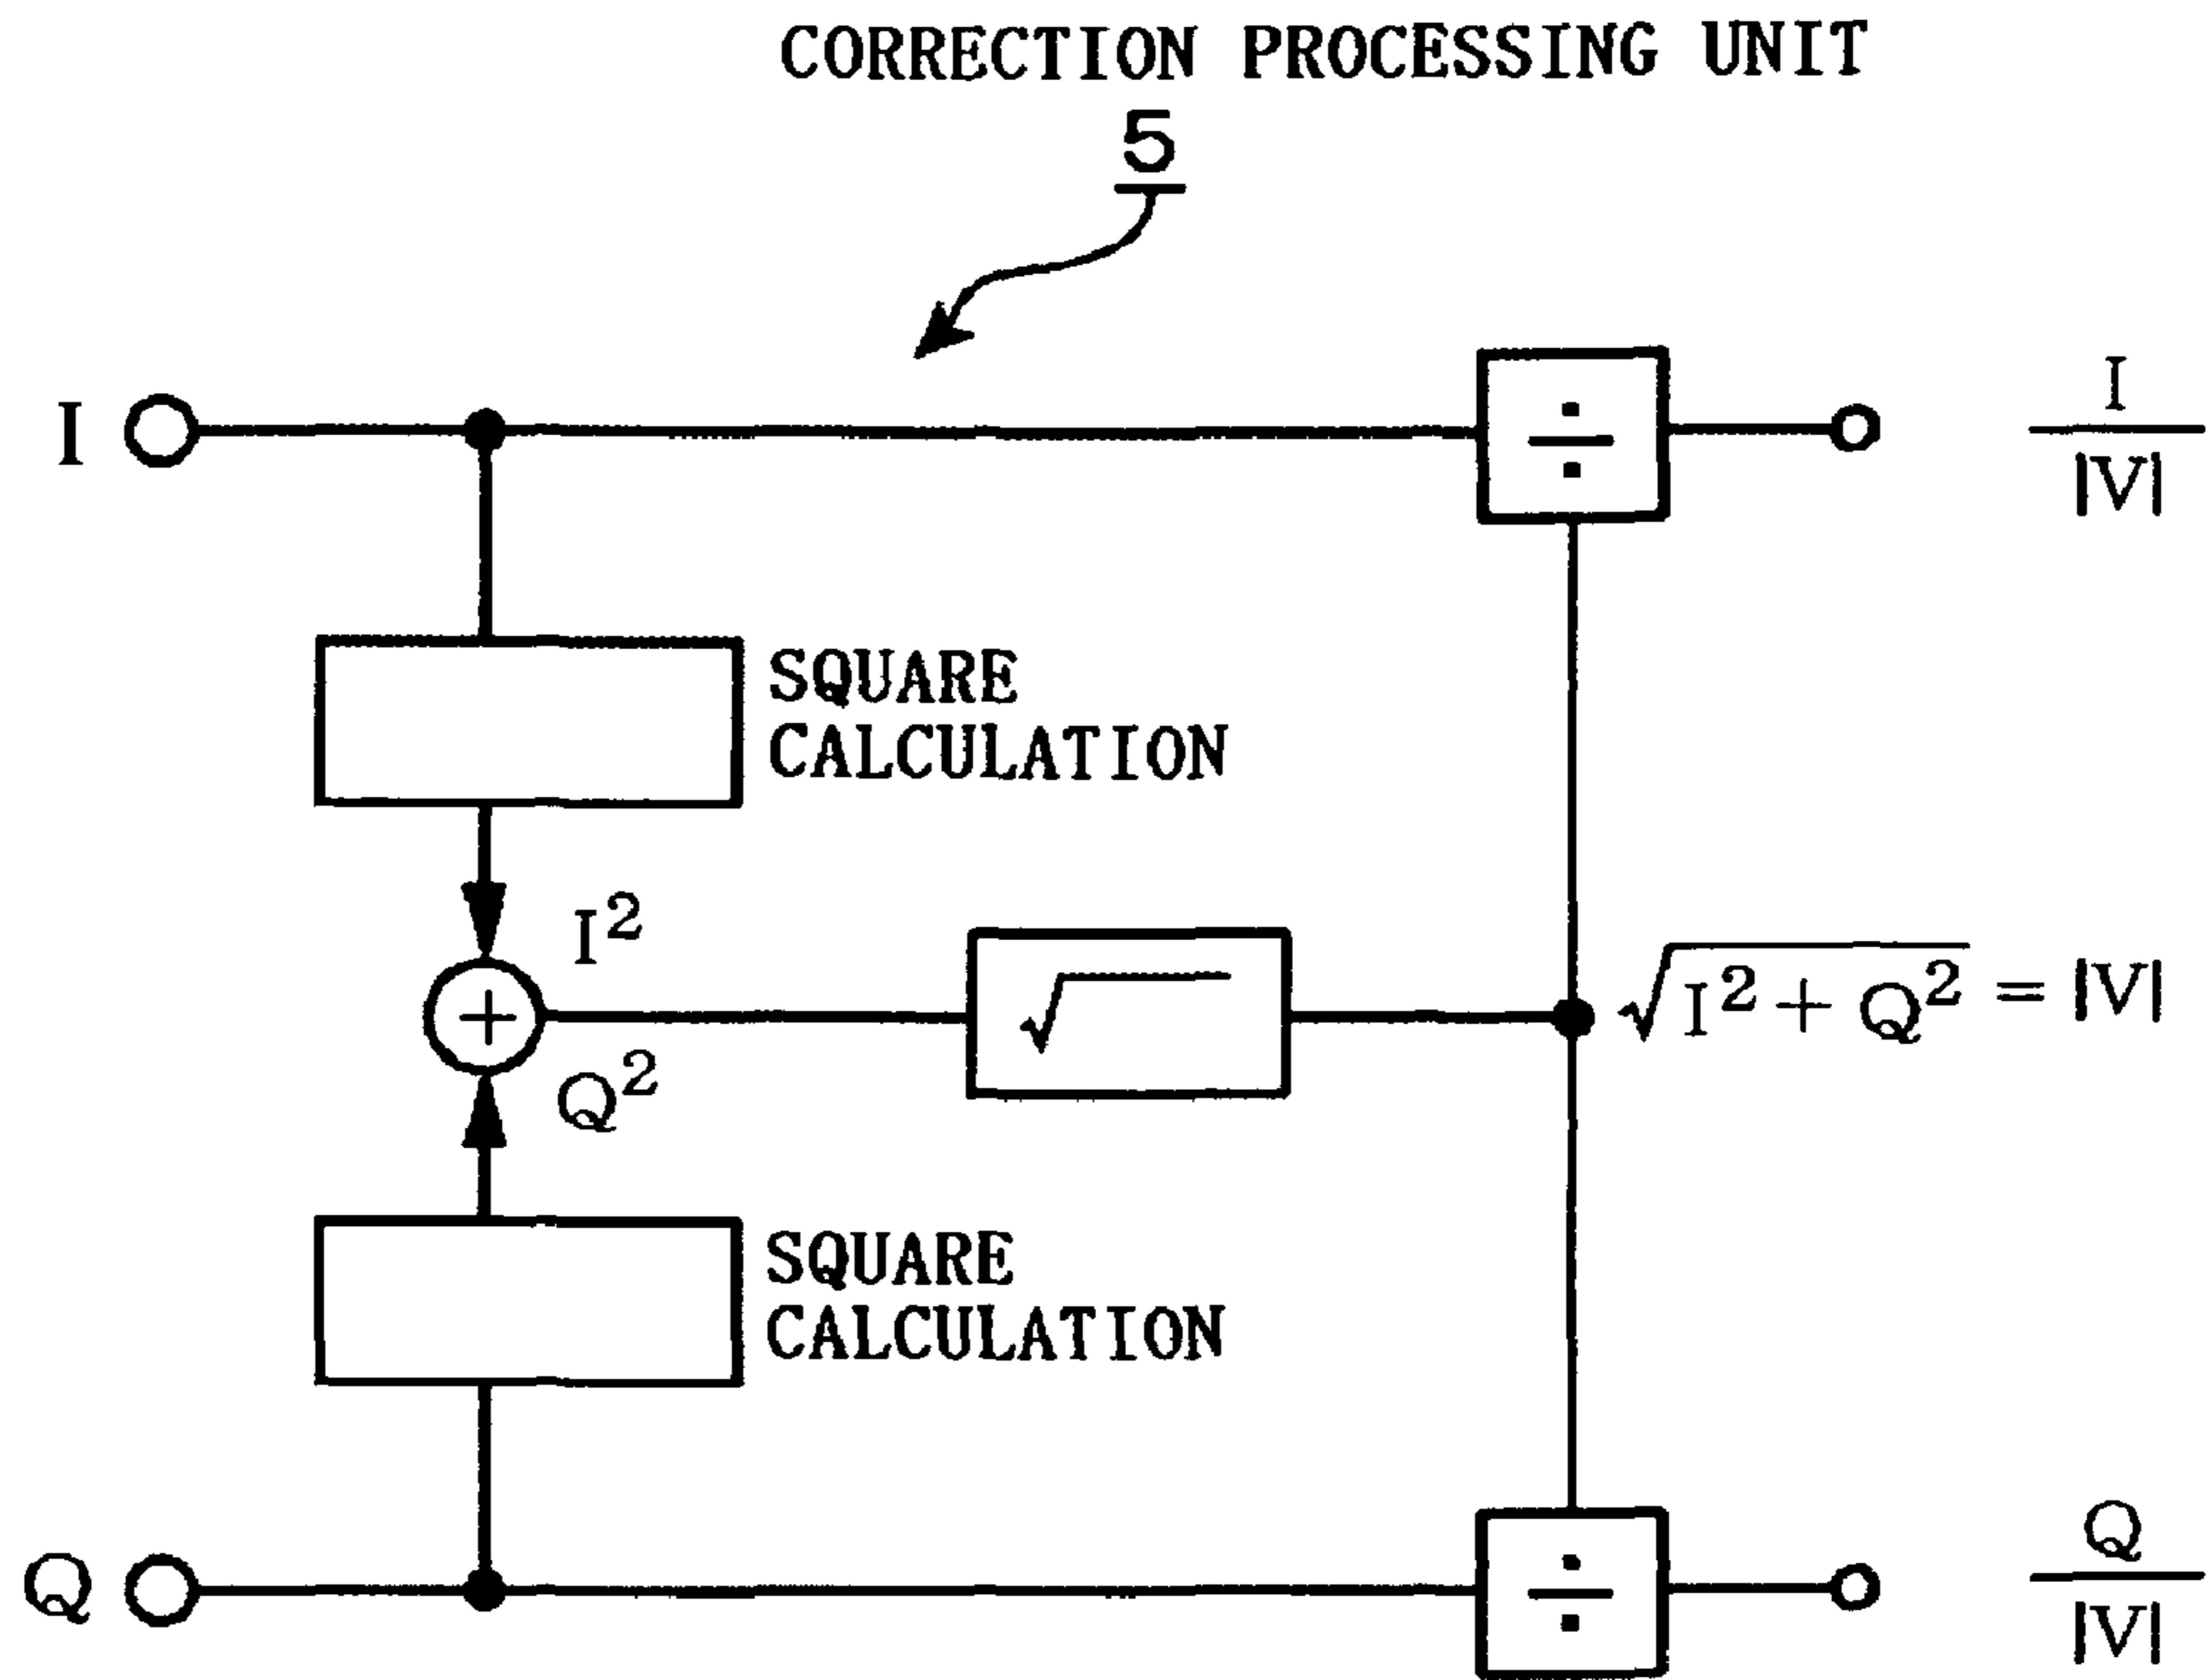 CORRECTION PROCESSING UNIT
5
I
÷
I
|V|
SQUARE
CALCULATION
I²
+
√
√I² + Q² = |V|
Q²
SQUARE
CALCULATION
Q
÷
Q
|V|